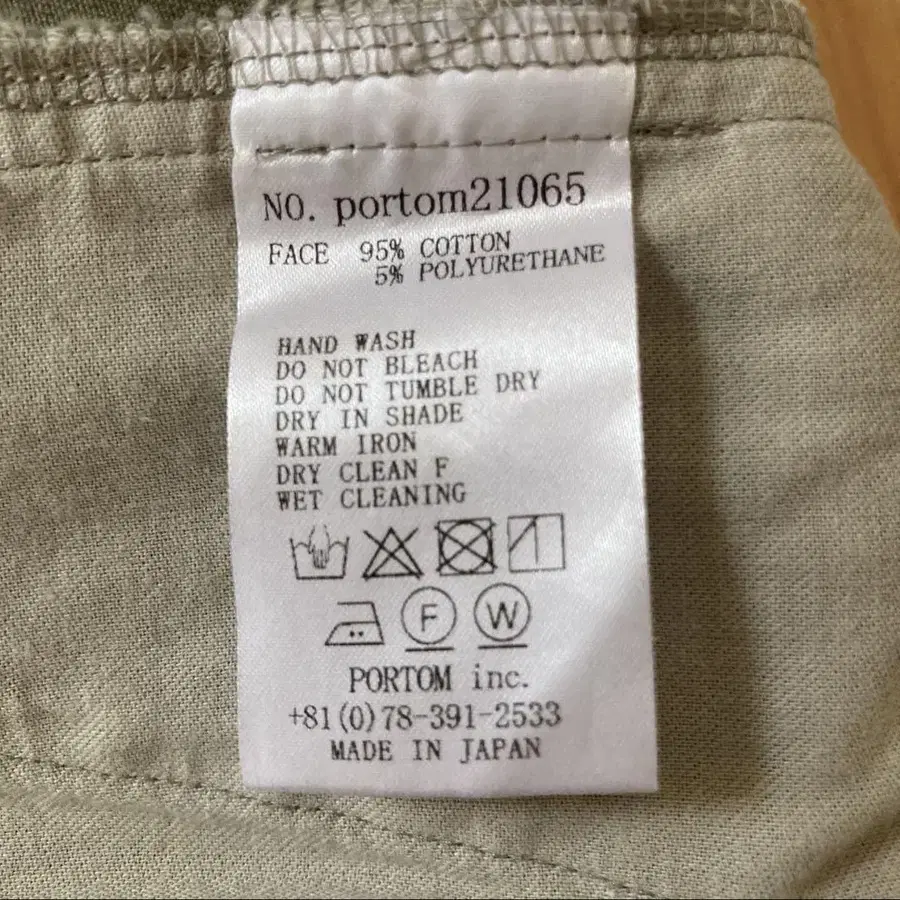 NO. portom21065
FACE 95% COTTON
5% POLYURETHANE
HAND WASH
DO NOT BLEACH
DO NOT TUMBLE DRY
DRY IN SHADE
WARM IRON
DRY CLEAN F
WET CLEANING
F W
PORTOM inc.
+81(0)78-391-2533
MADE IN JAPAN